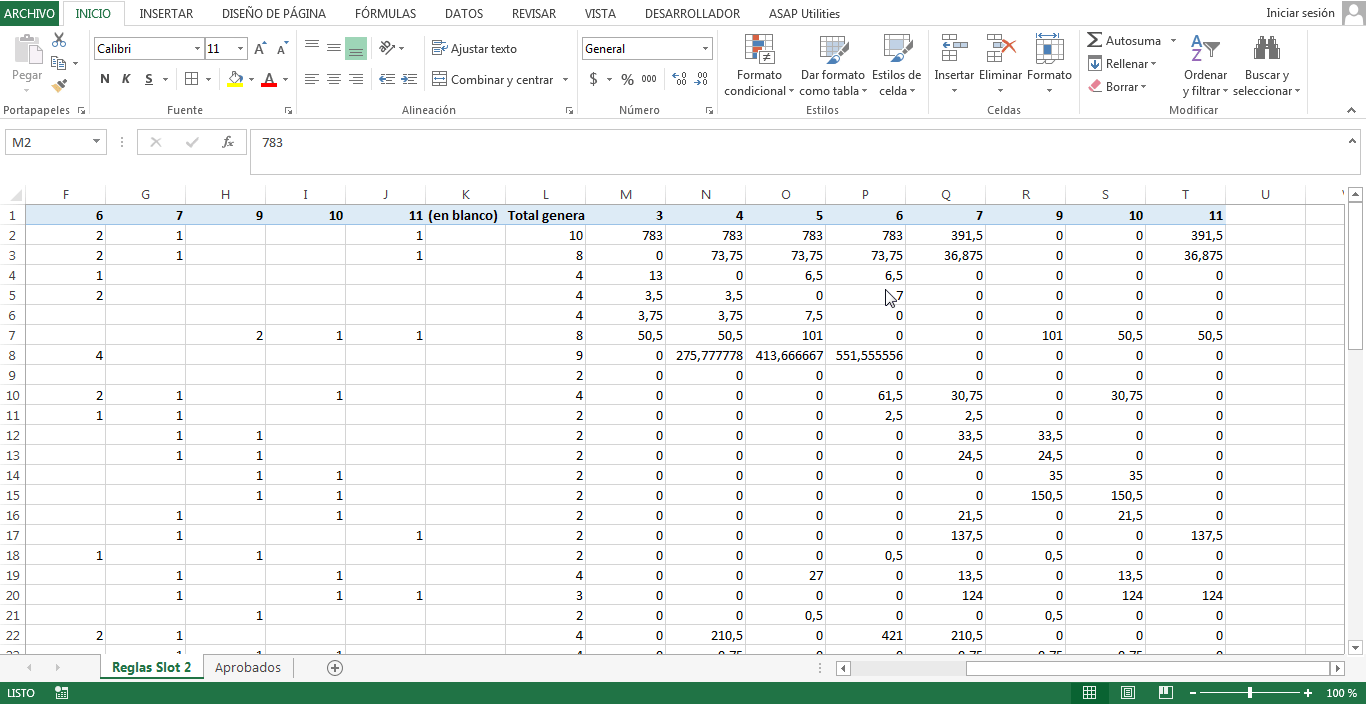 ARCHIVO INICIO INSERTAR DISEÑO DE PÁGINA FÓRMULAS DATOS REVISAR VISTA DESARROLLADOR ASAP Utilities Iniciar sesión
Pegar
Portapapeles
Calibri 11
N K S
Fuente
Ajustar texto
Combinar y centrar
Alineación
General
$ % 000
Número
Formato condicional
Dar formato como tabla
Estilos de celda
Estilos
Insertar Eliminar Formato
Celdas
Autosuma
Rellenar
Borrar
Ordenar y filtrar
Buscar y seleccionar
Modificar
M2 fx 783
F G H I J K L M N O P Q R S T U
1 6 7 9 10 11 (en blanco) Total genera 3 4 5 6 7 9 10 11
2 2 1 1 10 783 783 783 783 391,5 0 0 391,5
3 2 1 1 8 0 73,75 73,75 73,75 36,875 0 0 36,875
4 1 4 13 0 6,5 6,5 0 0 0 0
5 2 4 3,5 3,5 0 7 0 0 0 0
6 4 3,75 3,75 7,5 0 0 0 0 0
7 2 1 1 8 50,5 50,5 101 0 0 101 50,5 50,5
8 4 9 0 275,777778 413,666667 551,555556 0 0 0 0
9 2 0 0 0 0 0 0 0 0
10 2 1 1 4 0 0 0 61,5 30,75 0 30,75 0
11 1 1 2 0 0 0 2,5 2,5 0 0 0
12 1 1 2 0 0 0 0 33,5 33,5 0 0
13 1 1 2 0 0 0 0 24,5 24,5 0 0
14 1 1 2 0 0 0 0 0 35 35 0
15 1 1 2 0 0 0 0 0 150,5 150,5 0
16 1 1 2 0 0 0 0 21,5 0 21,5 0
17 1 1 2 0 0 0 0 137,5 0 0 137,5
18 1 1 2 0 0 0 0,5 0 0,5 0 0
19 1 1 4 0 0 27 0 13,5 0 13,5 0
20 1 1 1 3 0 0 0 0 124 0 124 124
21 1 2 0 0 0,5 0 0 0,5 0 0
22 2 1 4 0 210,5 0 421 210,5 0 0 0
Reglas Slot 2 Aprobados
LISTO 100 %